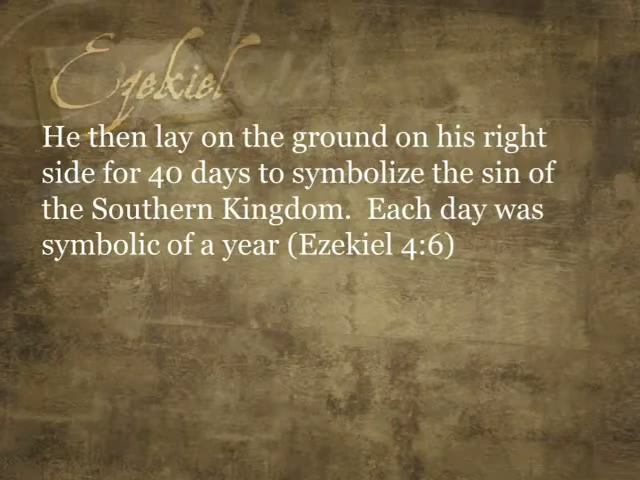 Ezekiel
He then lay on the ground on his right
side for 40 days to symbolize the sin of
the Southern Kingdom.  Each day was
symbolic of a year (Ezekiel 4:6)